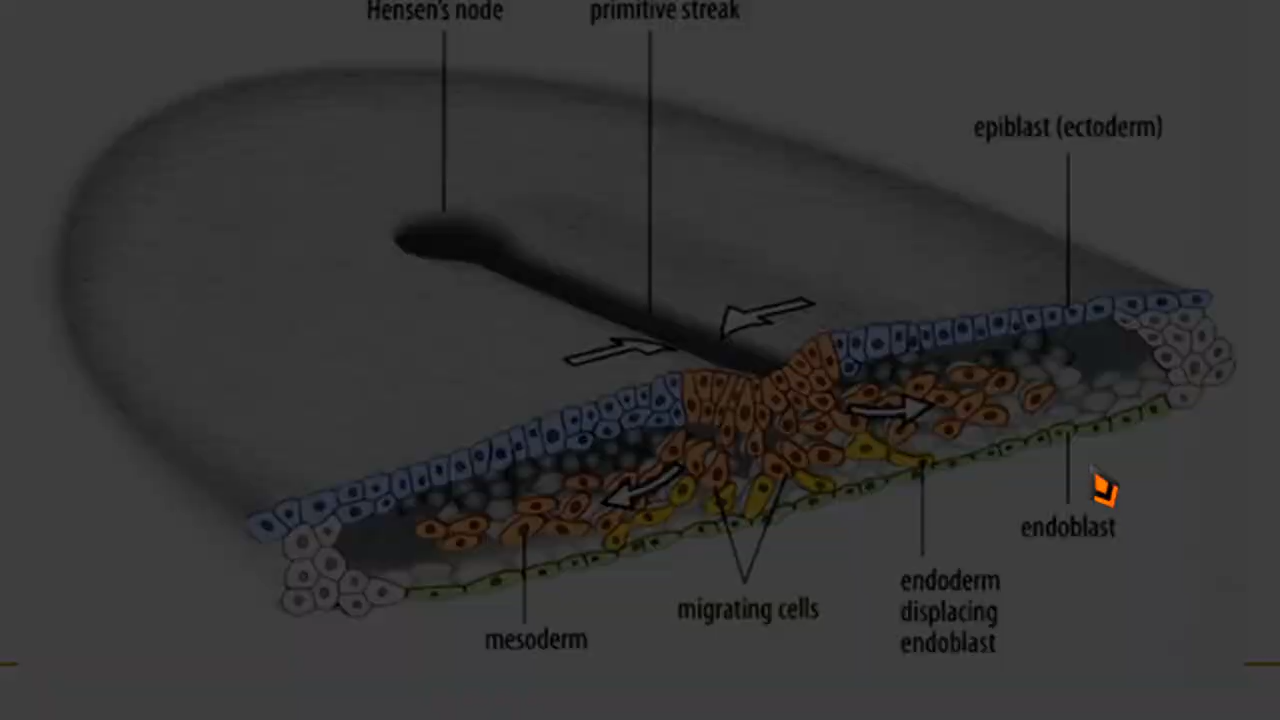 Hensen's node
primitive streak
epiblast (ectoderm)
endoblast
endoderm
displacing
endoblast
migrating cells
mesoderm